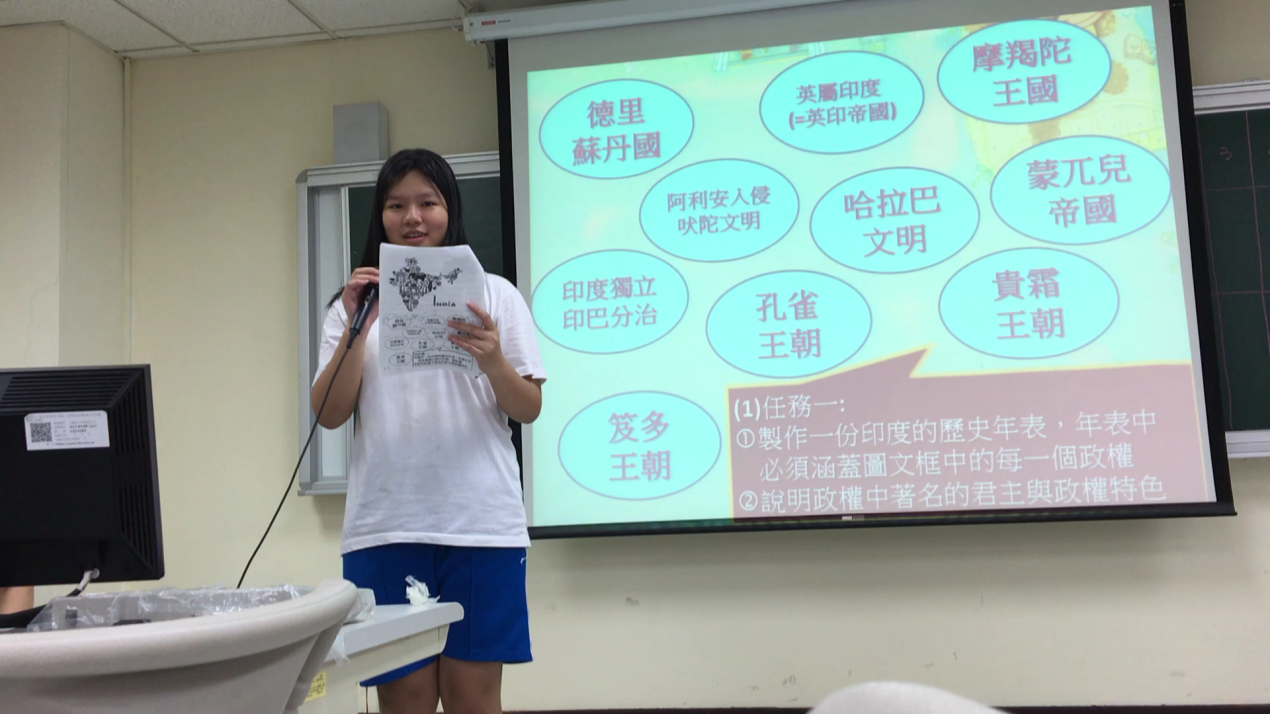 德里
蘇丹國
英屬印度
(=英印帝國)
摩羯陀
王國
阿利安入侵
吠陀文明
哈拉巴
文明
蒙兀兒
帝國
印度獨立
印巴分治
孔雀
王朝
貴霜
王朝
笈多
王朝
(1)任務一:
①製作一份印度的歷史年表，年表中
必須涵蓋圖文框中的每一個政權
②說明政權中著名的君主與政權特色
INDIA